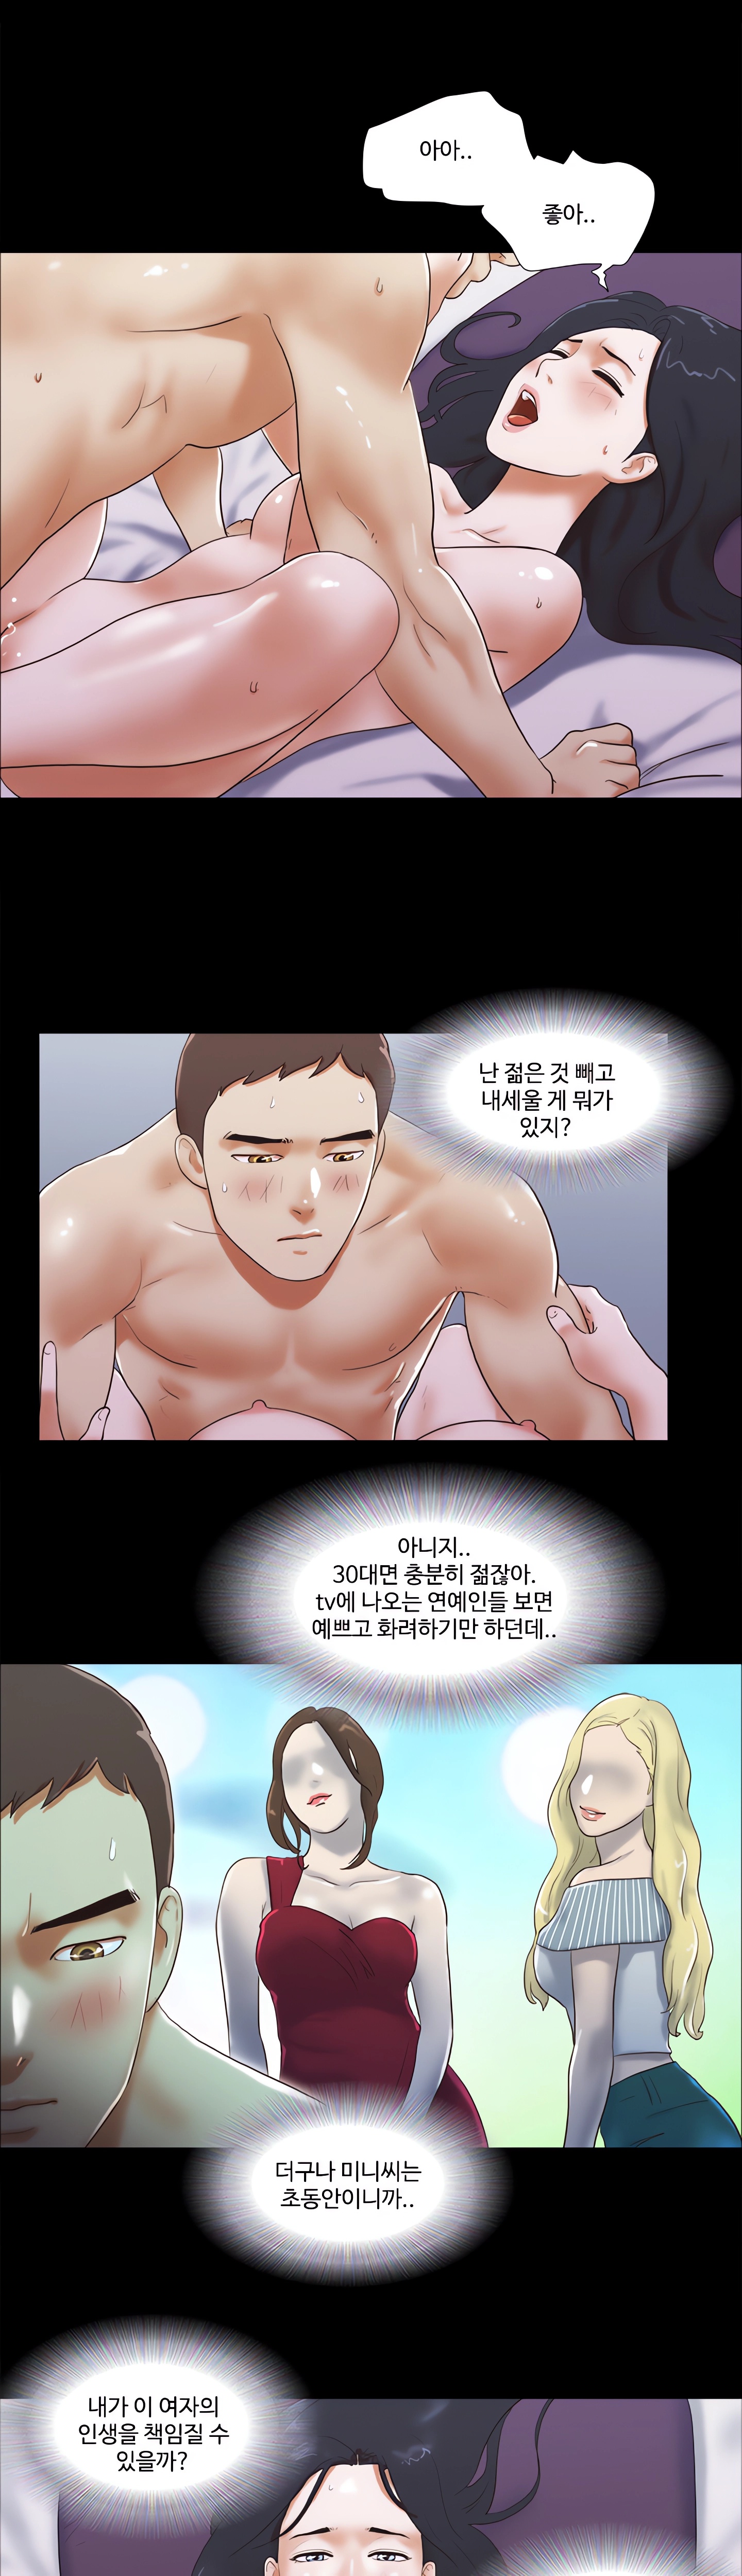 아아..
좋아..
난 젊은 것 빼고
내세울 게 뭐가
있지?
아니지..
30대면 충분히 젊잖아.
tv에 나오는 연예인들 보면
예쁘고 화려하기만 하던데..
더구나 미니씨는
초동안이니까..
내가 이 여자의
인생을 책임질 수
있을까?